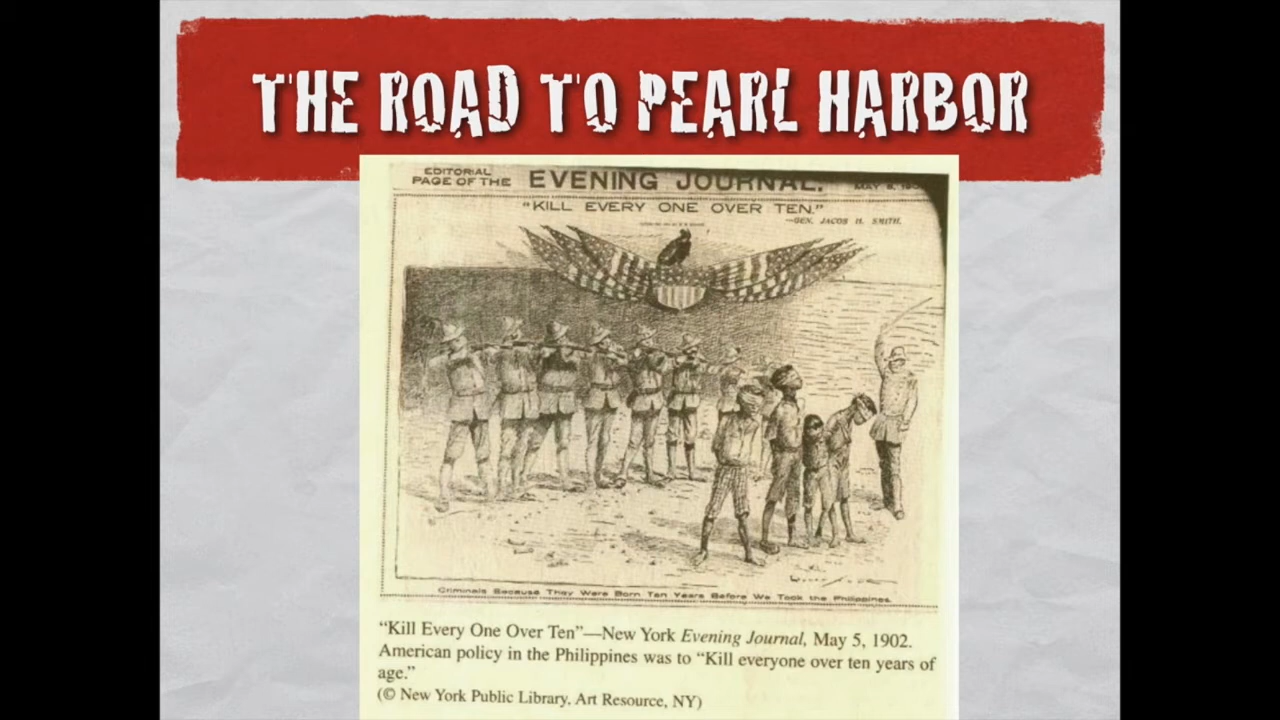 THE ROAD TO PEARL HARBOR
EDITORIAL
PAGE OF THE EVENING JOURNAL. MAY 5, 190
"KILL EVERY ONE OVER TEN."
—GEN. JACOB H. SMITH.
Criminals Because They Were Born Ten Years Before We Took the Philippines.
"Kill Every One Over Ten"—New York Evening Journal, May 5, 1902.
American policy in the Philippines was to "Kill everyone over ten years of
age."
(© New York Public Library, Art Resource, NY)